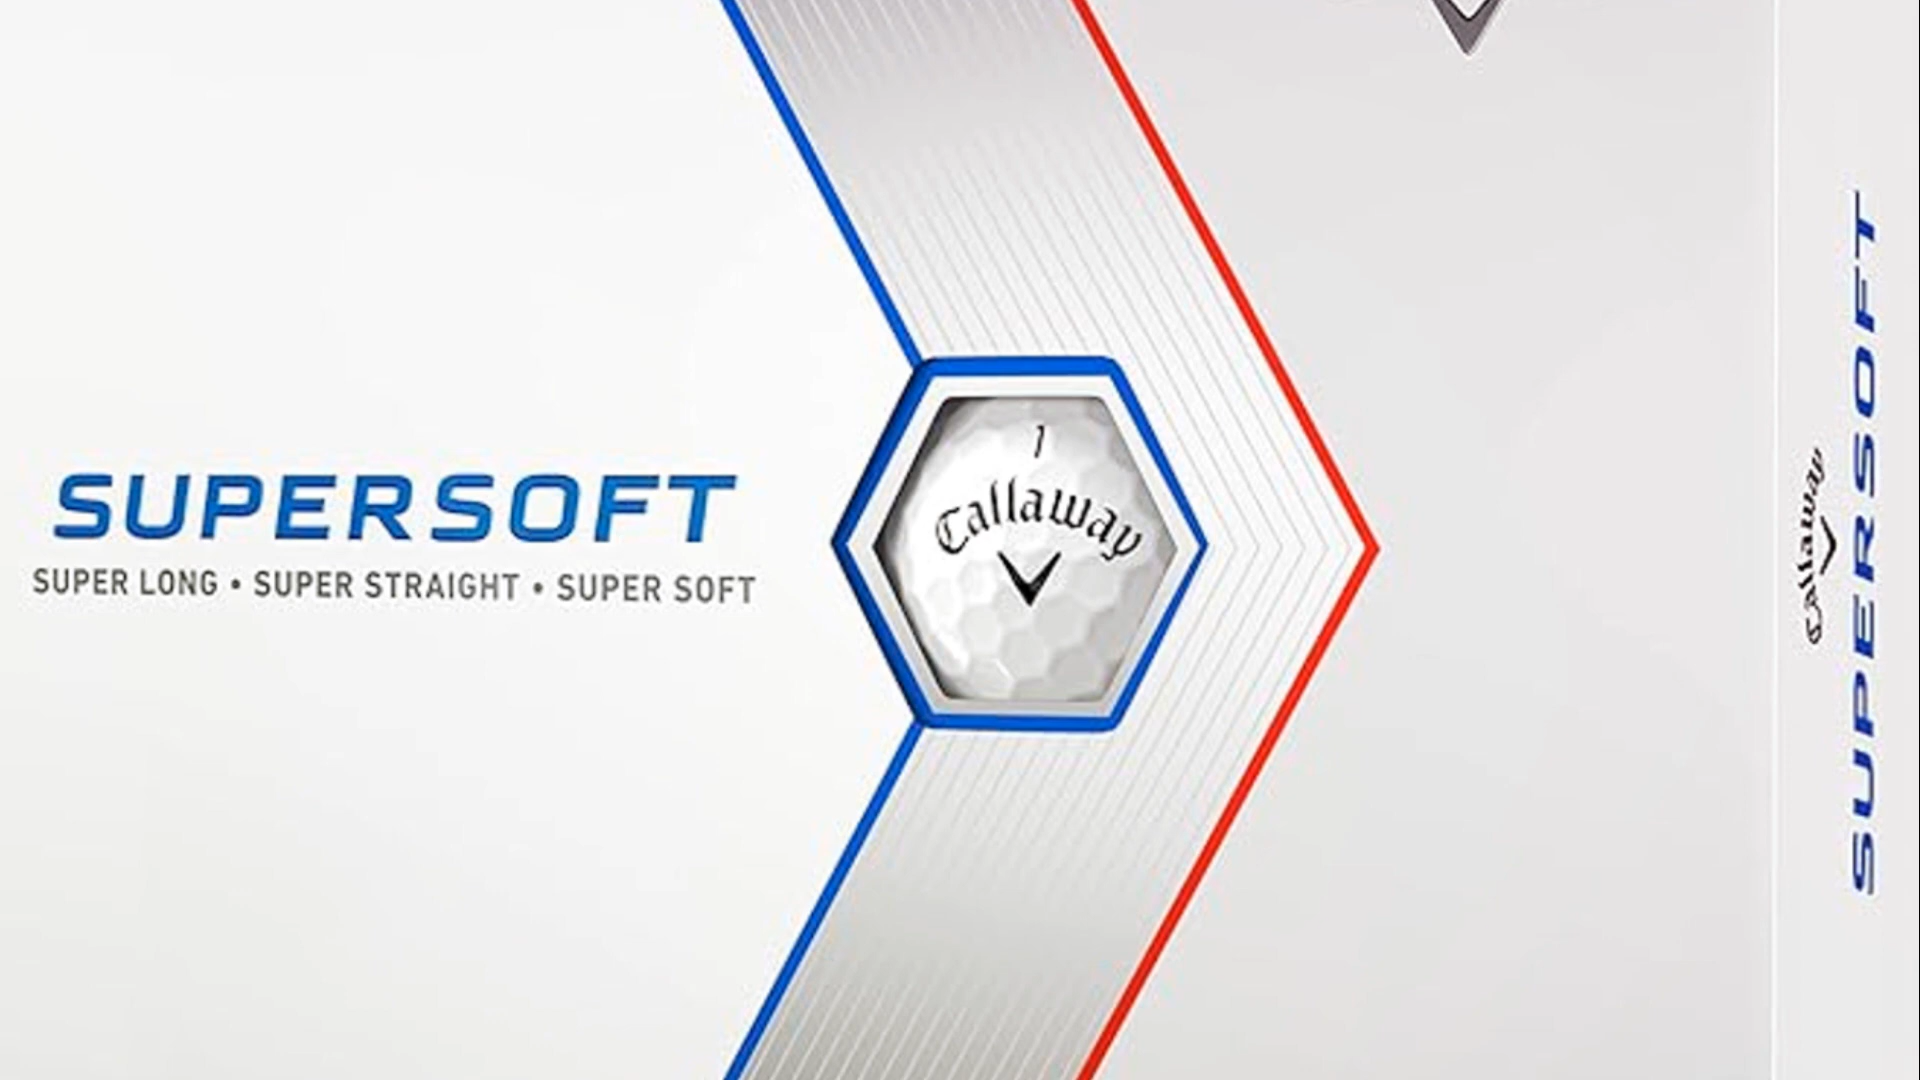 SUPERSOFT
SUPER LONG • SUPER STRAIGHT • SUPER SOFT
1
Callaway
Callaway
SUPERSOFT